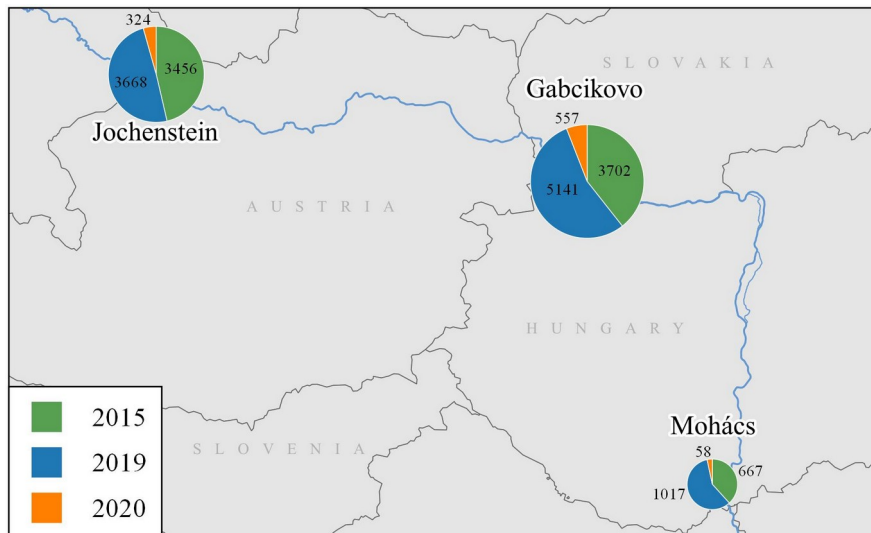 324
3456
3668
Jochenstein
SLOVAKIA
Gabcikovo
557
3702
5141
AUSTRIA
HUNGARY
Mohács
58
667
1017
SLOVENIA
2015
2019
2020